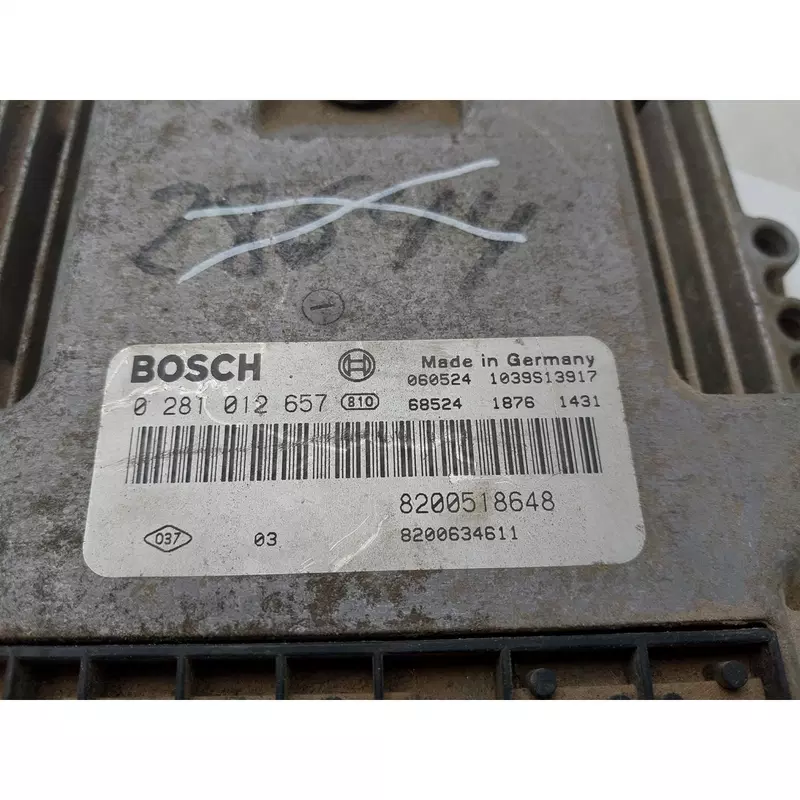 BOSCH Made in Germany
060524 1039S13917
0 281 012 657 810 68524 1876 1431
8200518648
037 03 8200634611